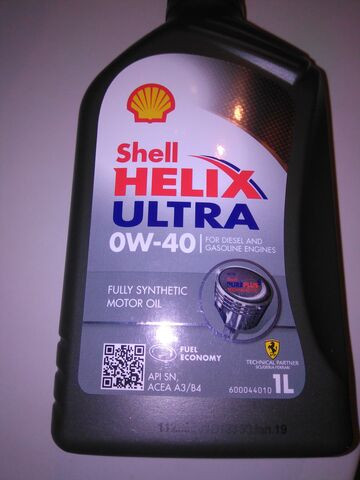 Shell
HELIX
ULTRA
0W-40
FOR DIESEL AND
GASOLINE ENGINES
FULLY SYNTHETIC
MOTOR OIL
FUEL
ECONOMY
API SN,
ACEA A3/B4
TECHNICAL PARTNER
SCUDERIA FERRARI
600044010
1L